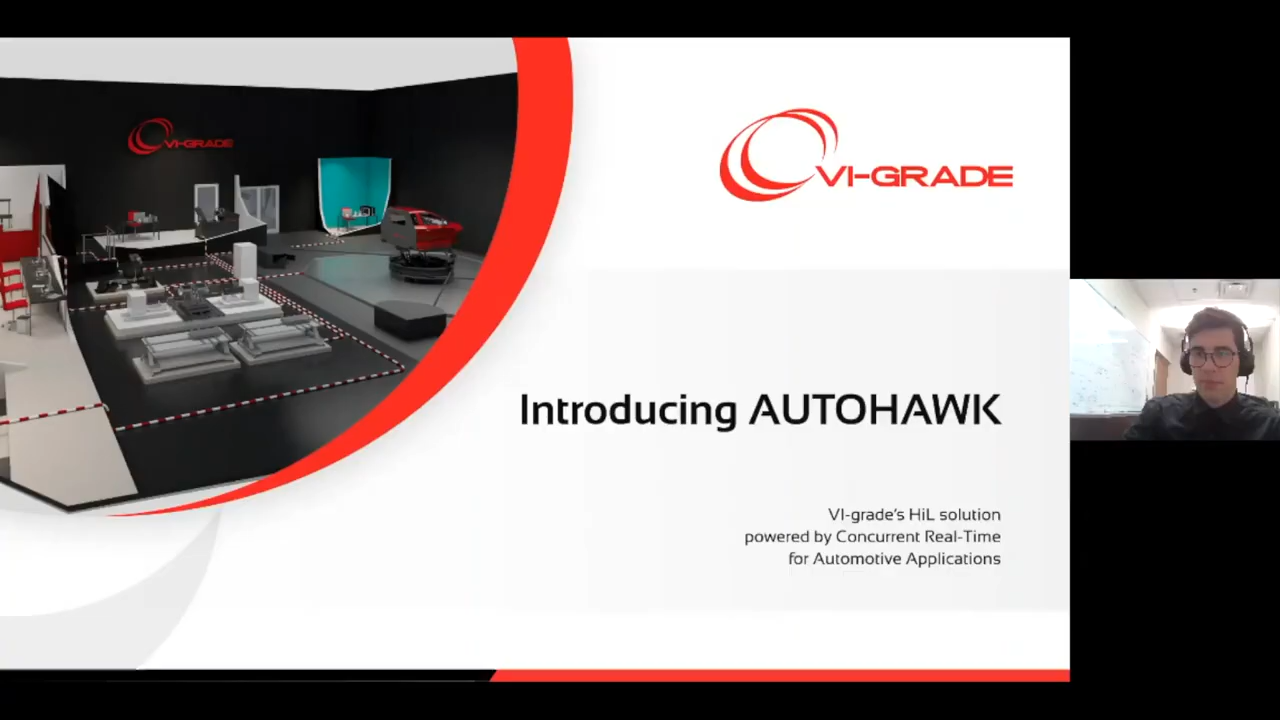 VI-GRADE
VI-GRADE
Introducing AUTOHAWK
VI-grade's HiL solution
powered by Concurrent Real-Time
for Automotive Applications